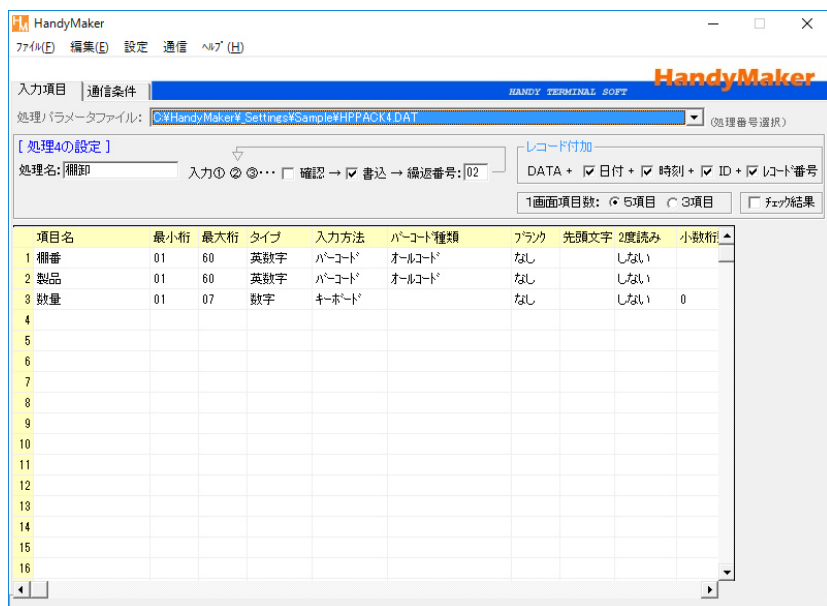 HandyMaker
ﾌｧｲﾙ(F) 編集(E) 設定 通信 ﾍﾙﾌﾟ(H)
HandyMaker
入力項目 通信条件 HANDY TERMINAL SOFT
処理パラメータファイル: C:¥HandyMaker¥_Settings¥Sample¥HPPACK4.DAT (処理番号選択)
[ 処理4の設定 ]
処理名: 棚卸 入力① ② ③… 確認 → 書込 → 繰返番号: 02
レコード付加
DATA + 日付 + 時刻 + ID + ﾚｺｰﾄﾞ番号
1画面項目数: 5項目 3項目 ﾁｪｯｸ結果
項目名 最小桁 最大桁 タイプ 入力方法 ﾊﾞｰｺｰﾄﾞ種類 ﾌﾞﾗﾝｸ 先頭文字 2度読み 小数桁
1 棚番 01 60 英数字 ﾊﾞｰｺｰﾄﾞ ｵｰﾙｺｰﾄﾞ なし しない
2 製品 01 60 英数字 ﾊﾞｰｺｰﾄﾞ ｵｰﾙｺｰﾄﾞ なし しない
3 数量 01 07 数字 ｷｰﾎﾞｰﾄﾞ なし しない 0
4
5
6
7
8
9
10
11
12
13
14
15
16